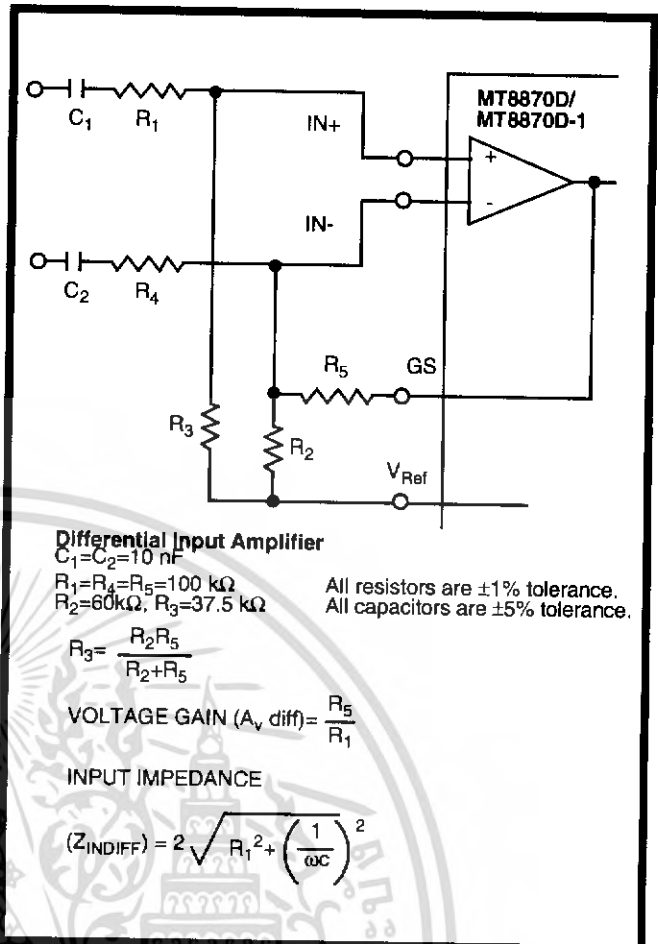 MT8870D/
MT8870D-1
C₁ R₁ IN+
+
-
IN-
C₂ R₄
R₅ GS
R₃ R₂
V_Ref
Differential Input Amplifier
C₁=C₂=10 nF
R₁=R₄=R₅=100 kΩ All resistors are ±1% tolerance.
R₂=60kΩ, R₃=37.5 kΩ All capacitors are ±5% tolerance.
R₃= R₂R₅ / R₂+R₅
VOLTAGE GAIN (Aᵥ diff)= R₅ / R₁
INPUT IMPEDANCE
(Z_INDIFF) = 2 √ R₁² + ( 1 / ωc )²